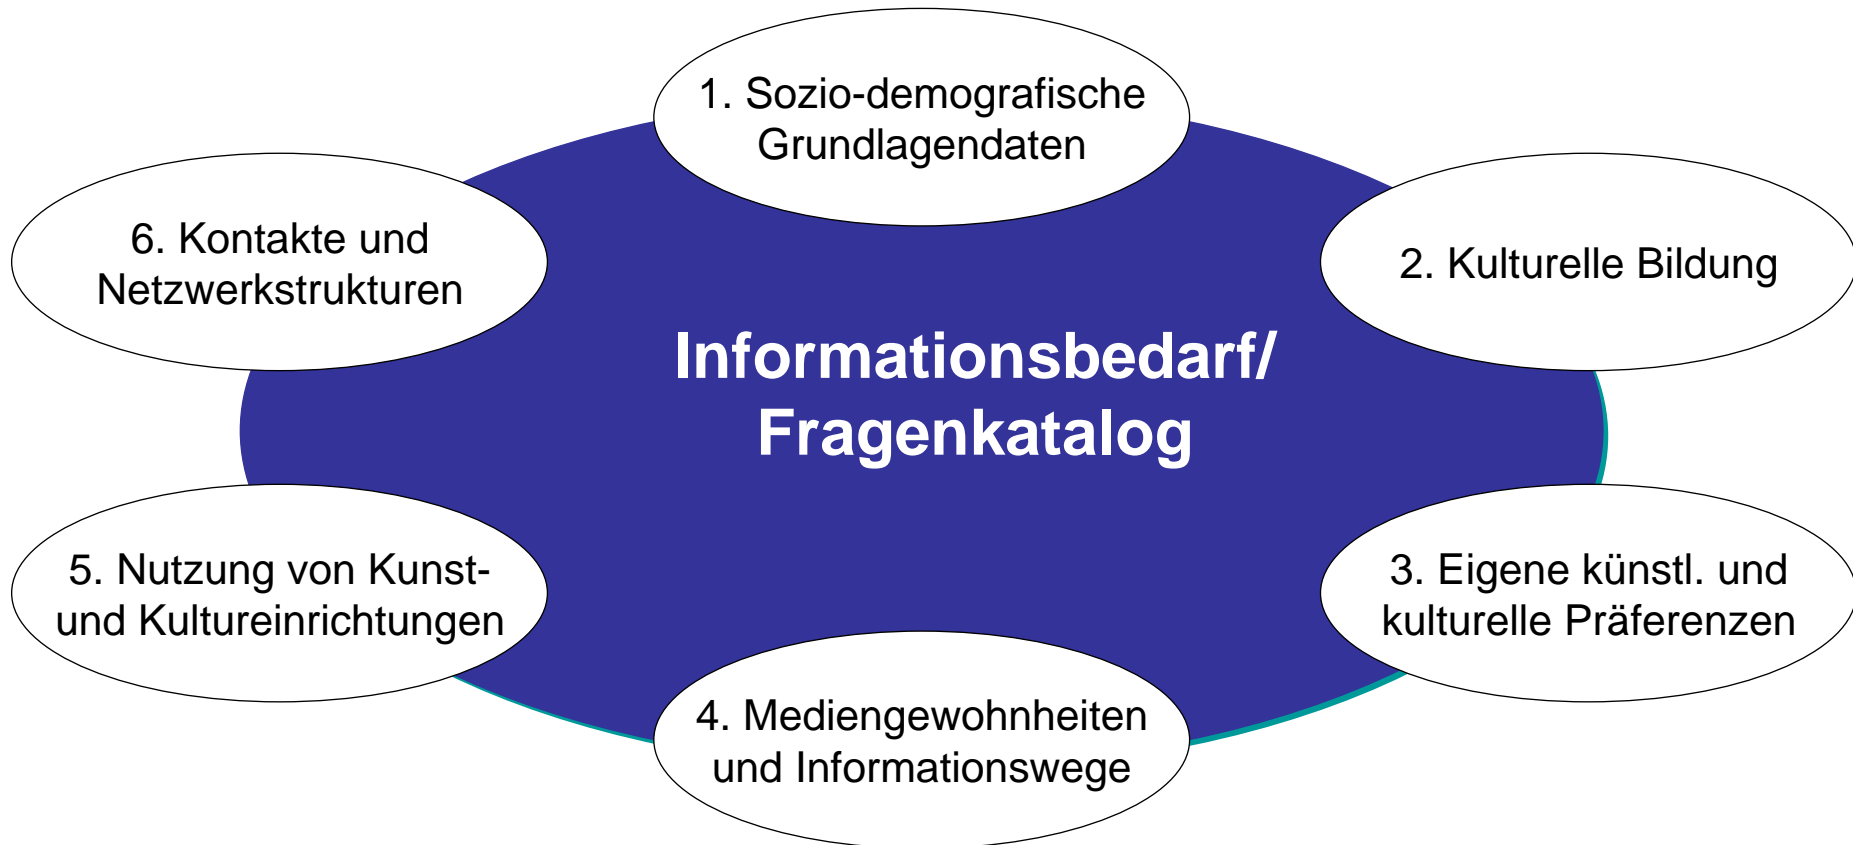 1. Sozio-demografische
Grundlagendaten
2. Kulturelle Bildung
3. Eigene künstl. und
kulturelle Präferenzen
4. Mediengewohnheiten
und Informationswege
5. Nutzung von Kunst-
und Kultureinrichtungen
6. Kontakte und
Netzwerkstrukturen
Informationsbedarf/
Fragenkatalog